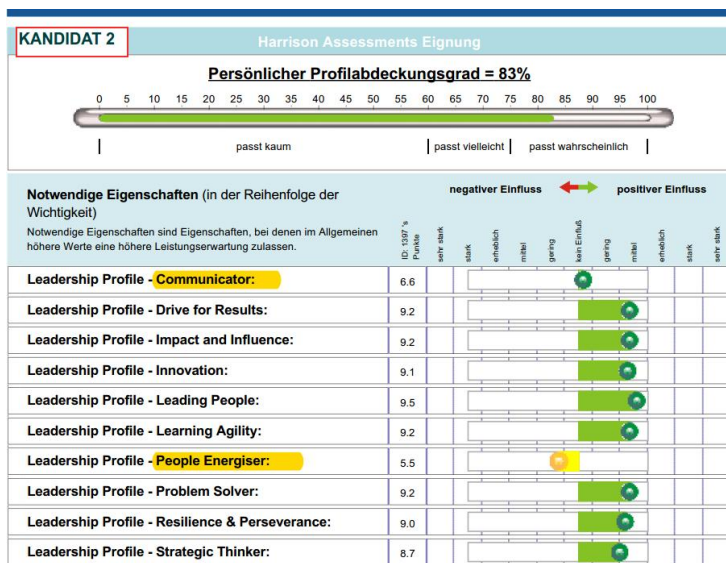 KANDIDAT 2
Harrison Assessments Eignung
Persönlicher Profilabdeckungsgrad = 83%
0 5 10 15 20 25 30 35 40 45 50 55 60 65 70 75 80 85 90 95 100
passt kaum passt vielleicht passt wahrscheinlich
Notwendige Eigenschaften (in der Reihenfolge der
Wichtigkeit)
Notwendige Eigenschaften sind Eigenschaften, bei denen im Allgemeinen
höhere Werte eine höhere Leistungserwartung zulassen.
ID: 1397 's
Punkte
negativer Einfluss positiver Einfluss
sehr stark
stark
erheblich
mittel
gering
kein Einfluß
gering
mittel
erheblich
stark
sehr stark
Leadership Profile - Communicator: 6.6
Leadership Profile - Drive for Results: 9.2
Leadership Profile - Impact and Influence: 9.2
Leadership Profile - Innovation: 9.1
Leadership Profile - Leading People: 9.5
Leadership Profile - Learning Agility: 9.2
Leadership Profile - People Energiser: 5.5
Leadership Profile - Problem Solver: 9.2
Leadership Profile - Resilience & Perseverance: 9.0
Leadership Profile - Strategic Thinker: 8.7